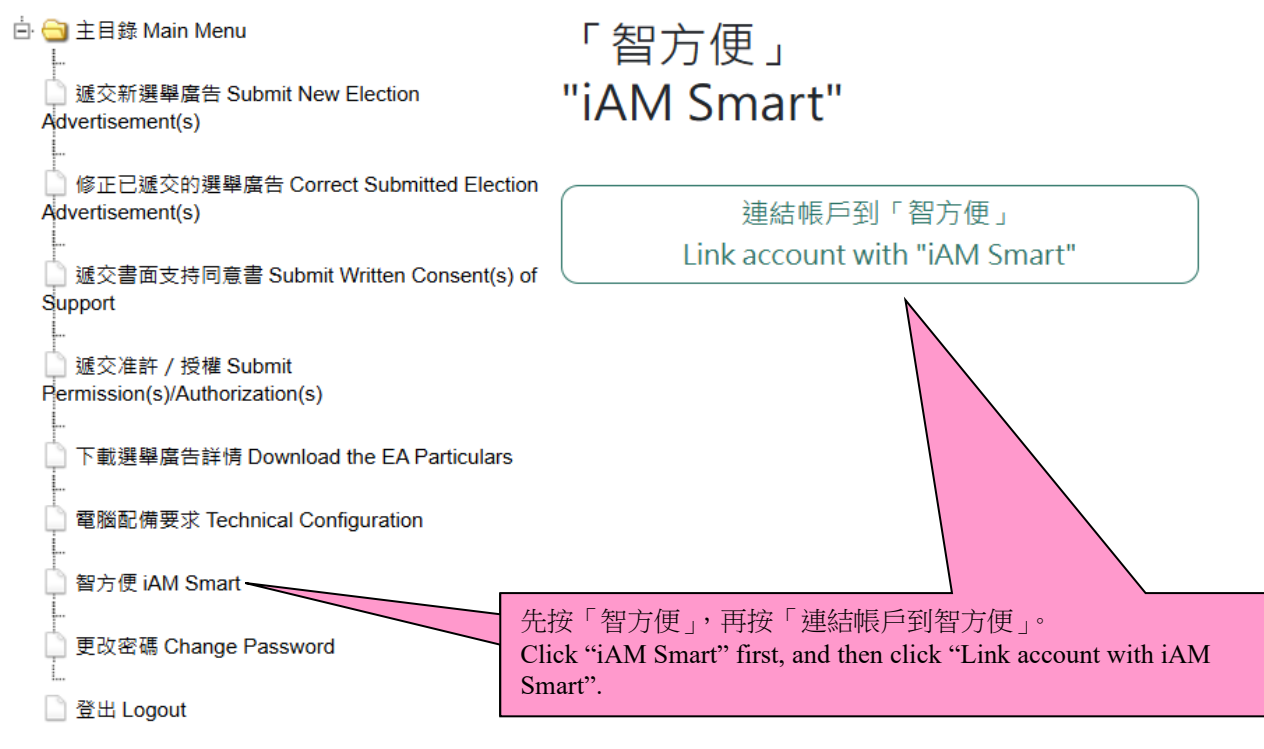 主目錄 Main Menu
遞交新選舉廣告 Submit New Election
Advertisement(s)
修正已遞交的選舉廣告 Correct Submitted Election
Advertisement(s)
遞交書面支持同意書 Submit Written Consent(s) of
Support
遞交准許 / 授權 Submit
Permission(s)/Authorization(s)
下載選舉廣告詳情 Download the EA Particulars
電腦配備要求 Technical Configuration
智方便 iAM Smart
更改密碼 Change Password
登出 Logout
「智方便」
"iAM Smart"
連結帳戶到「智方便」
Link account with "iAM Smart"
先按「智方便」，再按「連結帳戶到智方便」。
Click “iAM Smart” first, and then click “Link account with iAM
Smart”.